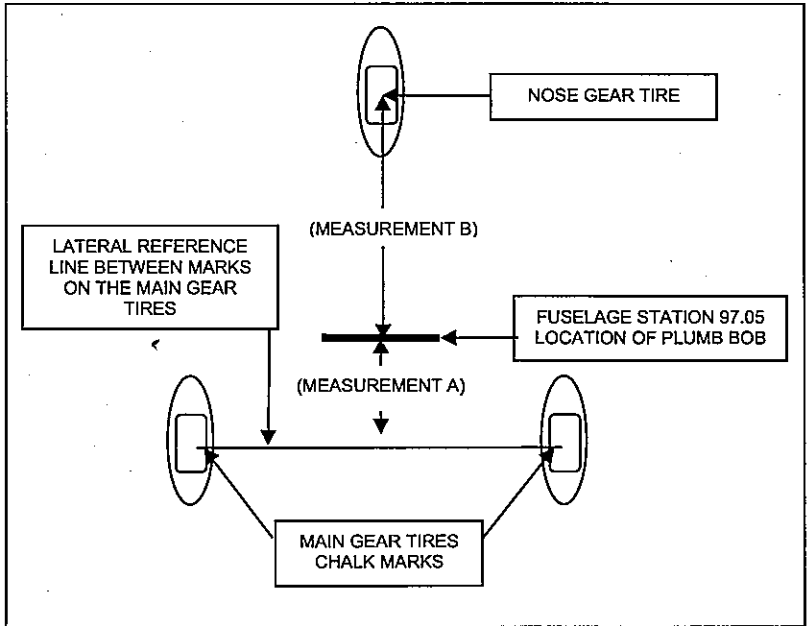 NOSE GEAR TIRE
(MEASUREMENT B)
LATERAL REFERENCE
LINE BETWEEN MARKS
ON THE MAIN GEAR
TIRES
FUSELAGE STATION 97.05
LOCATION OF PLUMB BOB
(MEASUREMENT A)
MAIN GEAR TIRES
CHALK MARKS